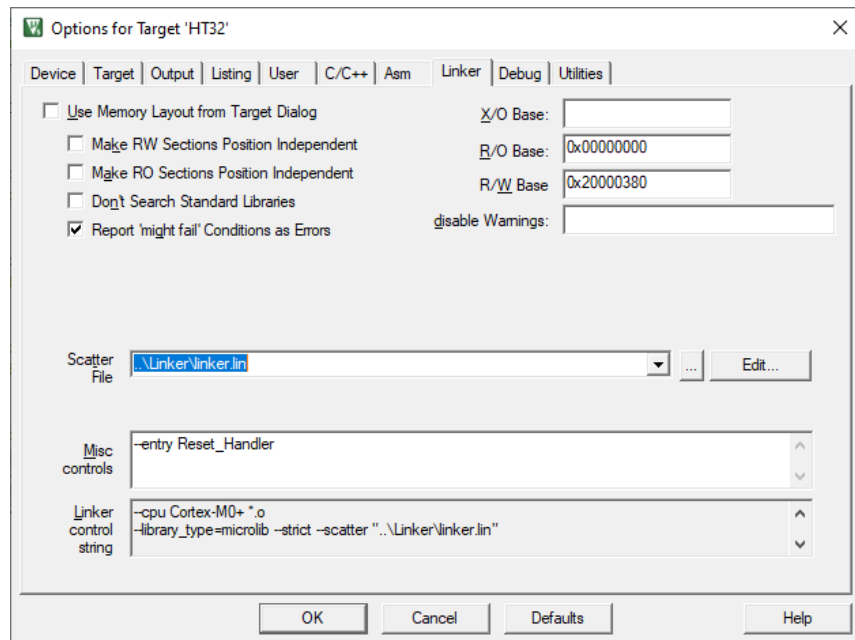 Options for Target 'HT32'
Device Target Output Listing User C/C++ Asm Linker Debug Utilities
Use Memory Layout from Target Dialog
Make RW Sections Position Independent
Make RO Sections Position Independent
Don't Search Standard Libraries
Report 'might fail' Conditions as Errors
X/O Base:
R/O Base: 0x00000000
R/W Base 0x20000380
disable Warnings:
Scatter
File
..\Linker\linker.lin
...
Edit...
Misc
controls
--entry Reset_Handler
Linker
control
string
--cpu Cortex-M0+ *.o
--library_type=microlib --strict --scatter "..\Linker\linker.lin"
OK Cancel Defaults Help